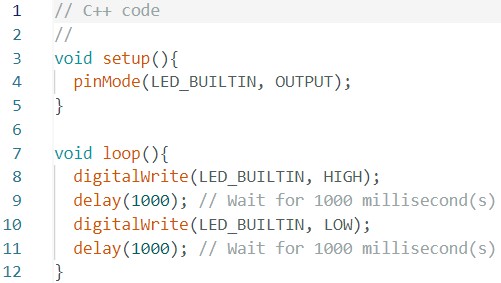 1 // C++ code
2 //
3 void setup(){
4   pinMode(LED_BUILTIN, OUTPUT);
5 }
6
7 void loop(){
8   digitalWrite(LED_BUILTIN, HIGH);
9   delay(1000); // Wait for 1000 millisecond(s)
10   digitalWrite(LED_BUILTIN, LOW);
11   delay(1000); // Wait for 1000 millisecond(s)
12 }